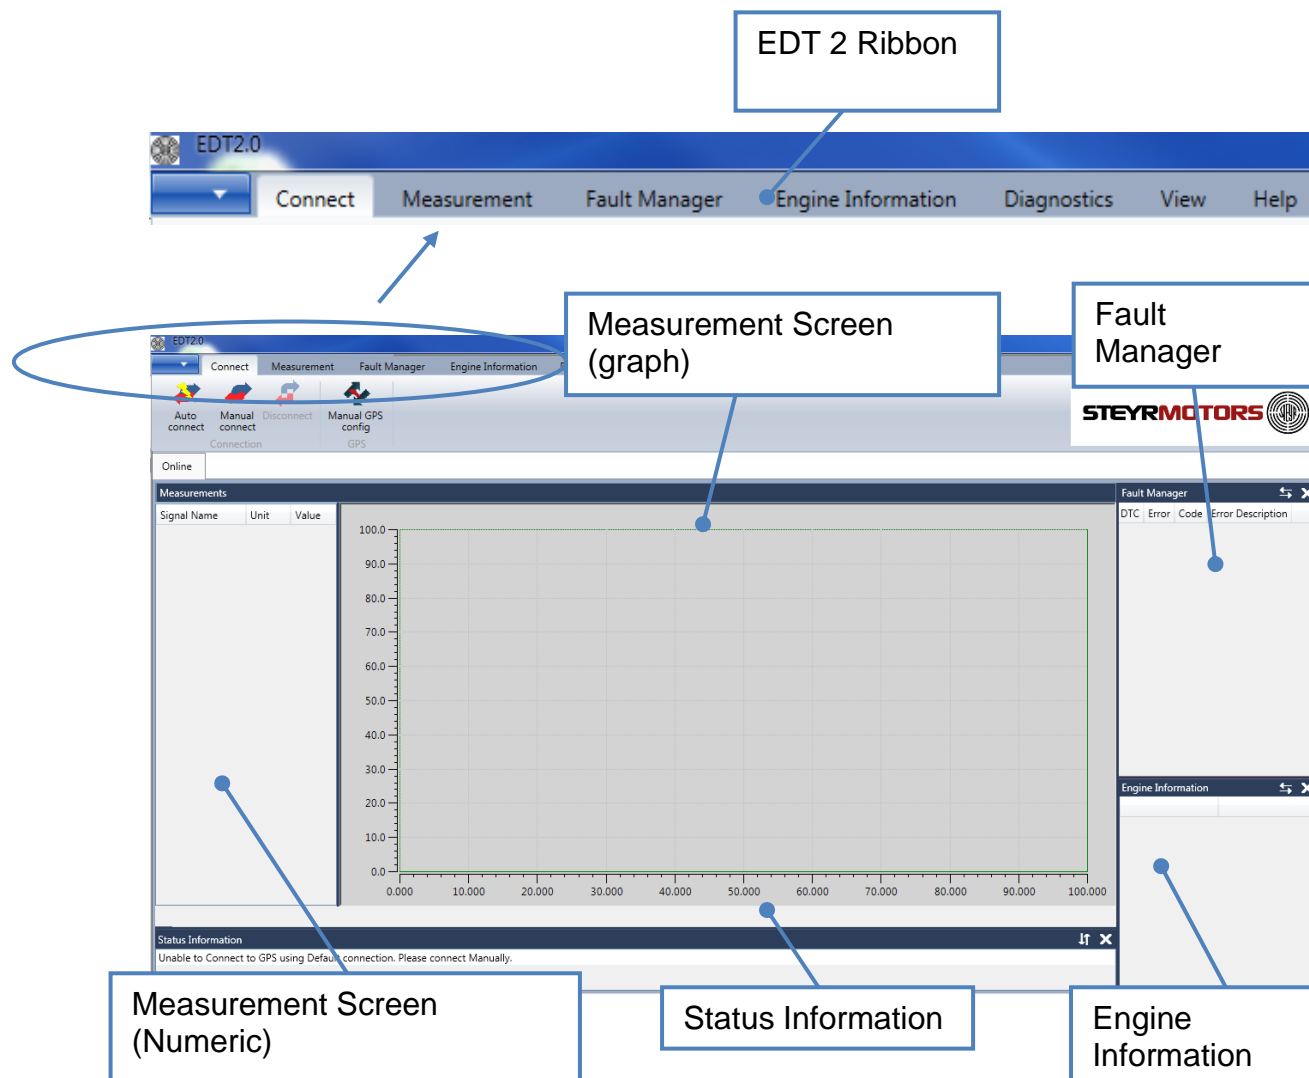 EDT 2 Ribbon
EDT2.0
Connect Measurement Fault Manager Engine Information Diagnostics View Help
Measurement Screen
(graph)
Fault
Manager
EDT2.0
Connect Measurement Fault Manager Engine Information
Auto
connect
Manual
connect
Disconnect
Manual GPS
config
Connection GPS
STEYRMOTORS
Online
Measurements
Signal Name Unit Value
Fault Manager
DTC Error Code Error Description
100.0
90.0
80.0
70.0
60.0
50.0
40.0
30.0
20.0
10.0
0.0
0.000 10.000 20.000 30.000 40.000 50.000 60.000 70.000 80.000 90.000 100.000
Engine Information
Status Information
Unable to Connect to GPS using Default connection. Please connect Manually.
Measurement Screen
(Numeric)
Status Information
Engine
Information